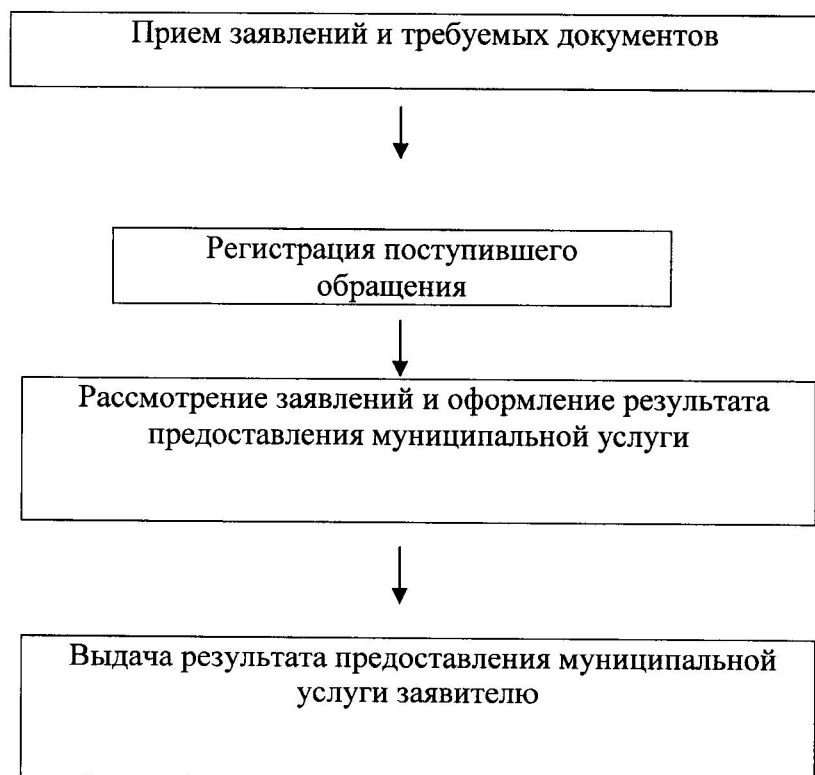 Прием заявлений и требуемых документов
Регистрация поступившего
обращения
Рассмотрение заявлений и оформление результата
предоставления муниципальной услуги
Выдача результата предоставления муниципальной
услуги заявителю